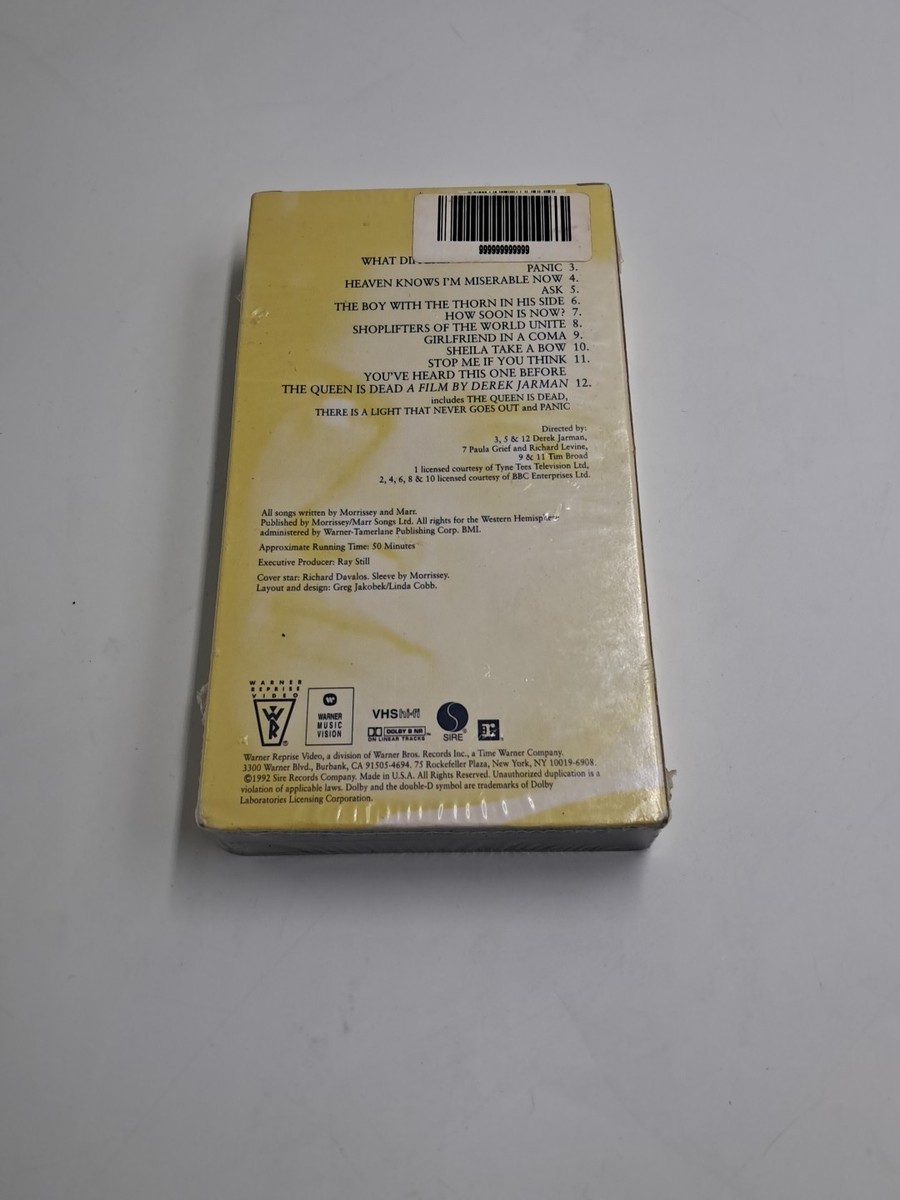 999999999999
WHAT
PANIC 3.
HEAVEN KNOWS I'M MISERABLE NOW 4.
ASK 5.
THE BOY WITH THE THORN IN HIS SIDE 6.
HOW SOON IS NOW? 7.
SHOPLIFTERS OF THE WORLD UNITE 8.
GIRLFRIEND IN A COMA 9.
SHEILA TAKE A BOW 10.
STOP ME IF YOU THINK 11.
YOU'VE HEARD THIS ONE BEFORE
THE QUEEN IS DEAD A FILM BY DEREK JARMAN 12.
includes THE QUEEN IS DEAD,
THERE IS A LIGHT THAT NEVER GOES OUT and PANIC
Directed by:
3, 5 & 12 Derek Jarman,
7 Paula Grief and Richard Levine,
9 & 11 Tim Broad
1 licensed courtesy of Tyne Tees Television Ltd,
2, 4, 6, 8 & 10 licensed courtesy of BBC Enterprises Ltd.
All songs written by Morrissey and Marr.
Published by Morrissey/Marr Songs Ltd. All rights for the Western Hemisphere
administered by Warner-Tamerlane Publishing Corp. BMI.
Approximate Running Time: 50 Minutes
Executive Producer: Ray Still
Cover star: Richard Davalos. Sleeve by Morrissey.
Layout and design: Greg Jakobek/Linda Cobb.
WARNER
REPRISE
VIDEO
WR
®
WARNER
MUSIC
VISION
VHS hi-fi
DOLBY B NR
ON LINEAR TRACKS
TM
SIRE
r
Warner Reprise Video, a division of Warner Bros. Records Inc., a Time Warner Company.
3300 Warner Blvd., Burbank, CA 91505-4694. 75 Rockefeller Plaza, New York, NY 10019-6908.
©1992 Sire Records Company. Made in U.S.A. All Rights Reserved. Unauthorized duplication is a
violation of applicable laws. Dolby and the double-D symbol are trademarks of Dolby
Laboratories Licensing Corporation.